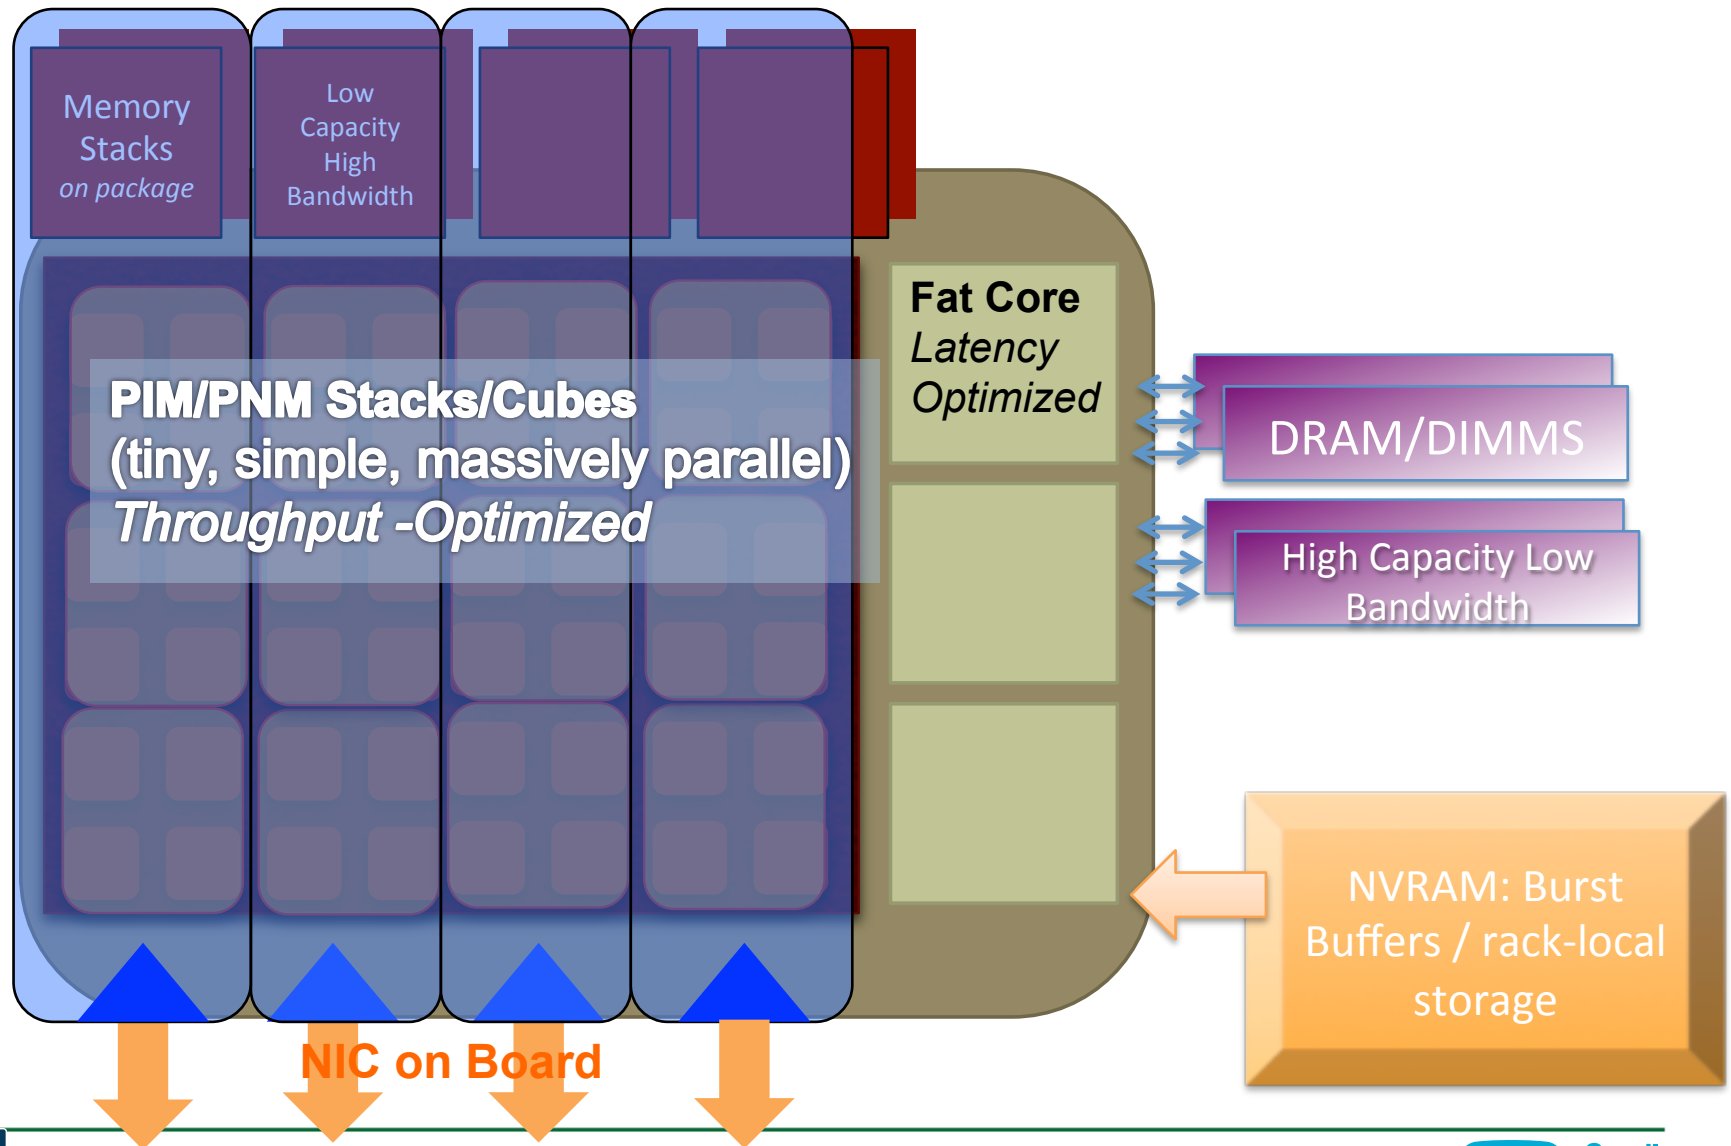 Memory
Stacks
on package
Low
Capacity
High
Bandwidth
PIM/PNM Stacks/Cubes
(tiny, simple, massively parallel)
Throughput -Optimized
Fat Core
Latency
Optimized
DRAM/DIMMS
High Capacity Low
Bandwidth
NVRAM: Burst
Buffers / rack-local
storage
NIC on Board